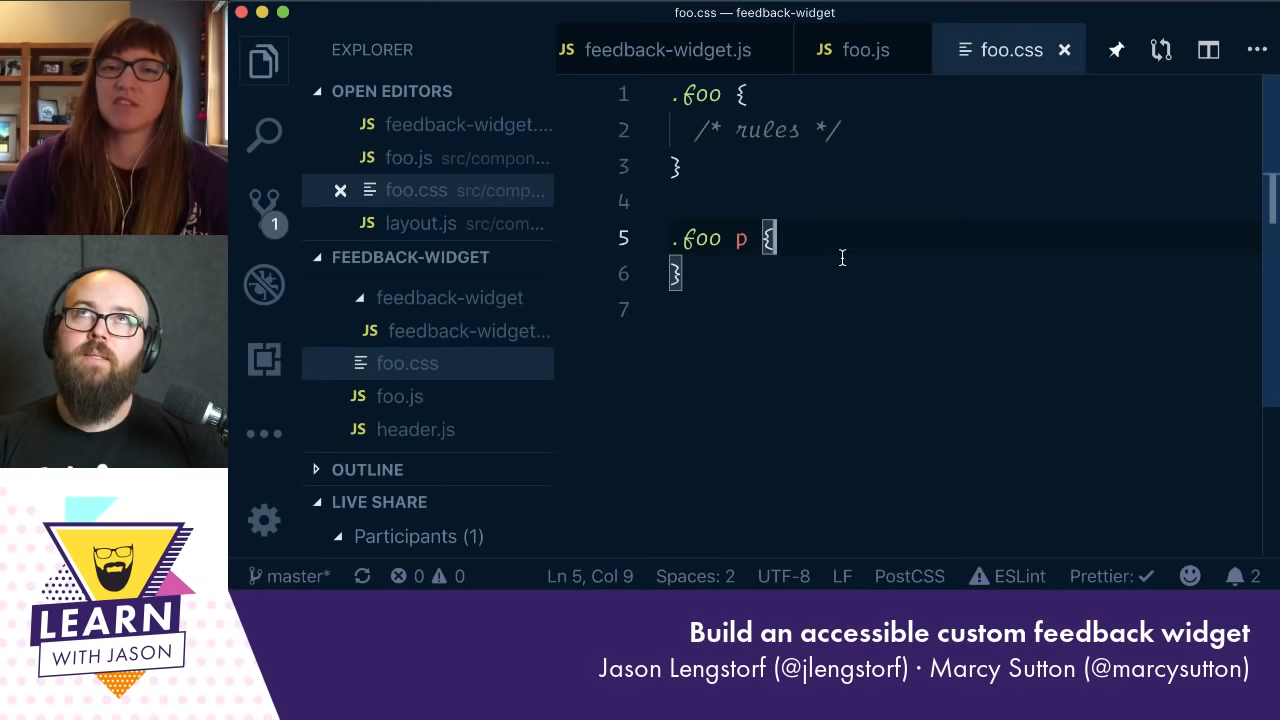 foo.css — feedback-widget
EXPLORER
OPEN EDITORS
JS feedback-widget....
JS foo.js src/compon...
foo.css src/comp...
JS layout.js src/com...
FEEDBACK-WIDGET
feedback-widget
JS feedback-widget...
foo.css
JS foo.js
JS header.js
OUTLINE
LIVE SHARE
Participants (1)
1
JS feedback-widget.js
JS foo.js
foo.css
1 .foo {
2 /* rules */
3 }
4
5 .foo p {
6 }
7
master* 0 0 Ln 5, Col 9 Spaces: 2 UTF-8 LF PostCSS ESLint Prettier: 2
LEARN
WITH JASON
Build an accessible custom feedback widget
Jason Lengstorf (@jlengstorf) · Marcy Sutton (@marcysutton)